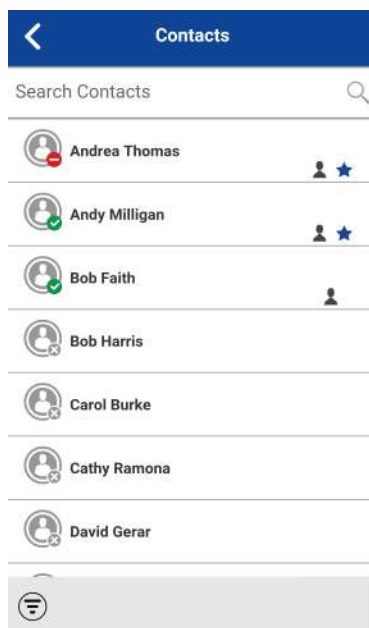 Contacts
Search Contacts
Andrea Thomas
Andy Milligan
Bob Faith
Bob Harris
Carol Burke
Cathy Ramona
David Gerar